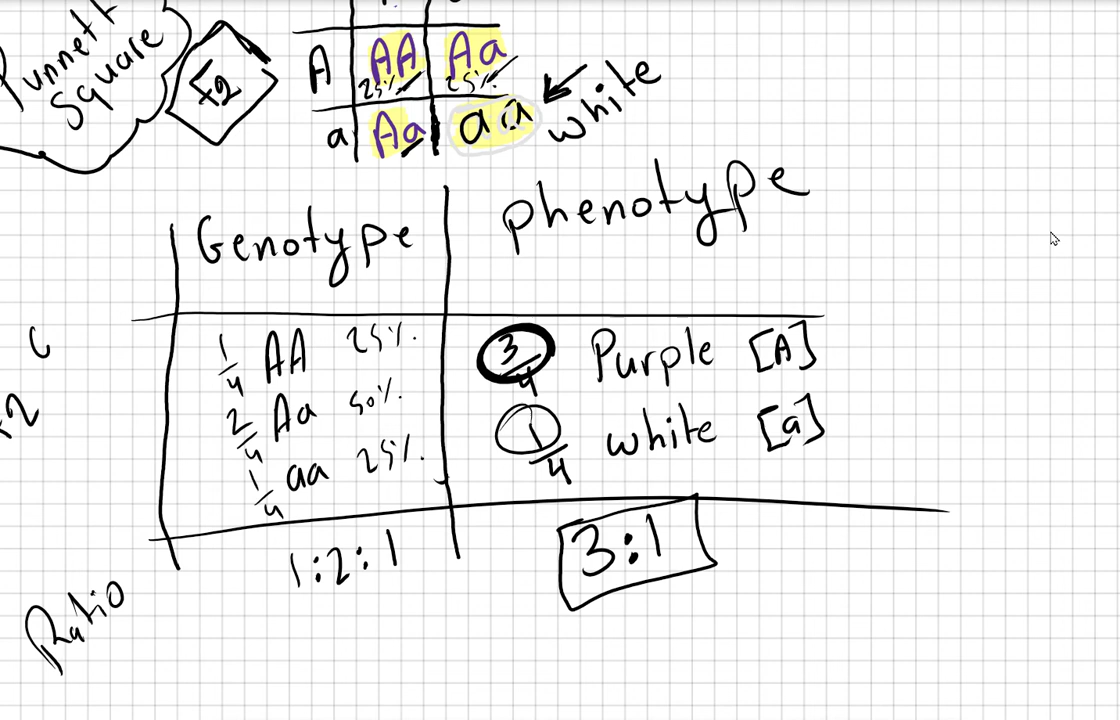 Punnett
Square
F2
A AA Aa
25% 25%
a Aa aa
white
Genotype phenotype
1/4 AA 25% 3/4 Purple [A]
2/4 Aa 50% 1/4 white [a]
1/4 aa 25%
Ratio 1:2:1 3:1